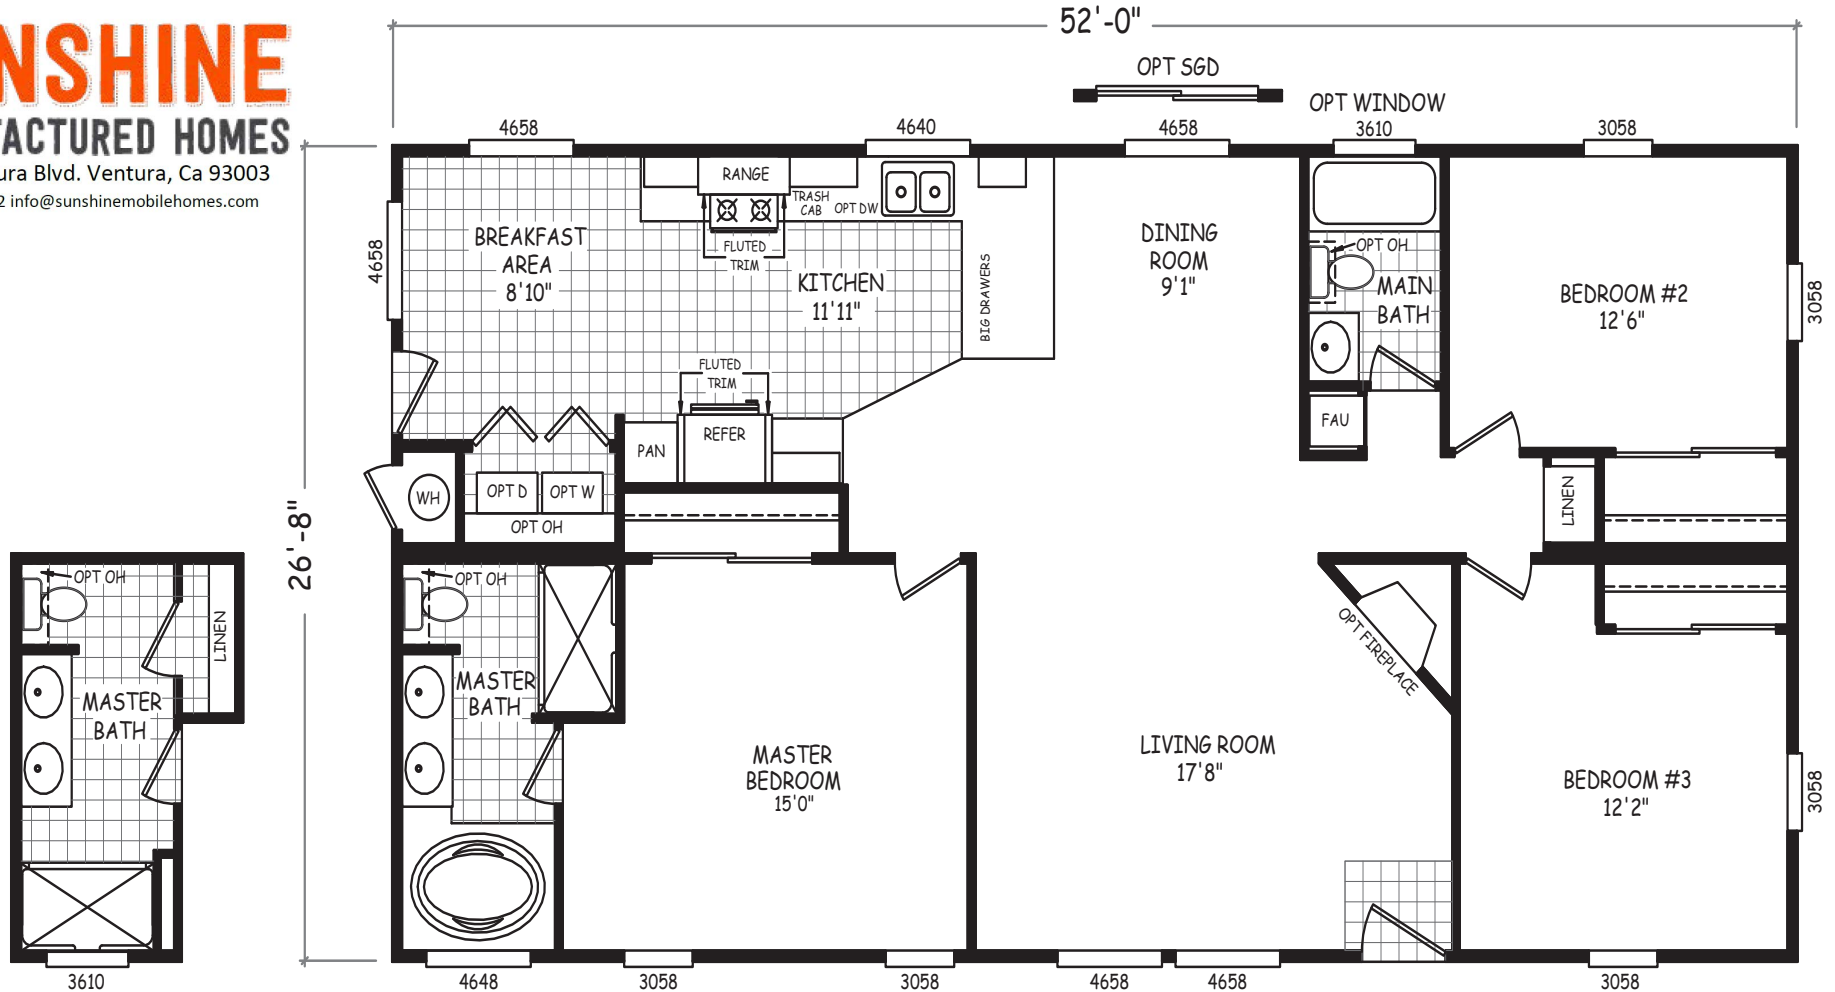 NSHINE
FACTURED HOMES
ura Blvd. Ventura, Ca 93003
2 info@sunshinemobilehomes.com
52'-0"
OPT SGD
OPT WINDOW
4658
4640
4658
3610
3058
RANGE
TRASH
CAB
OPT DW
FLUTED
TRIM
BREAKFAST
AREA
8'10"
4658
KITCHEN
11'11"
BIG DRAWERS
DINING
ROOM
9'1"
OPT OH
MAIN
BATH
BEDROOM #2
12'6"
3058
FLUTED
TRIM
PAN
REFER
FAU
WH
OPT D
OPT W
OPT OH
LINEN
26'-8"
OPT OH
LINEN
MASTER
BATH
3610
OPT OH
MASTER
BATH
MASTER
BEDROOM
15'0"
OPT FIREPLACE
LIVING ROOM
17'8"
BEDROOM #3
12'2"
3058
4648
3058
3058
4658
4658
3058